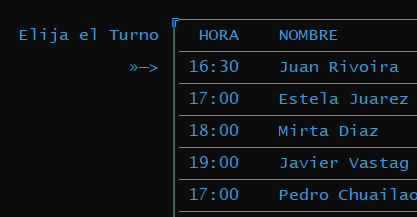 Elija el Turno HORA NOMBRE
»—> 16:30 Juan Rivoira
17:00 Estela Juarez
18:00 Mirta Diaz
19:00 Javier Vastag
17:00 Pedro Chuailao